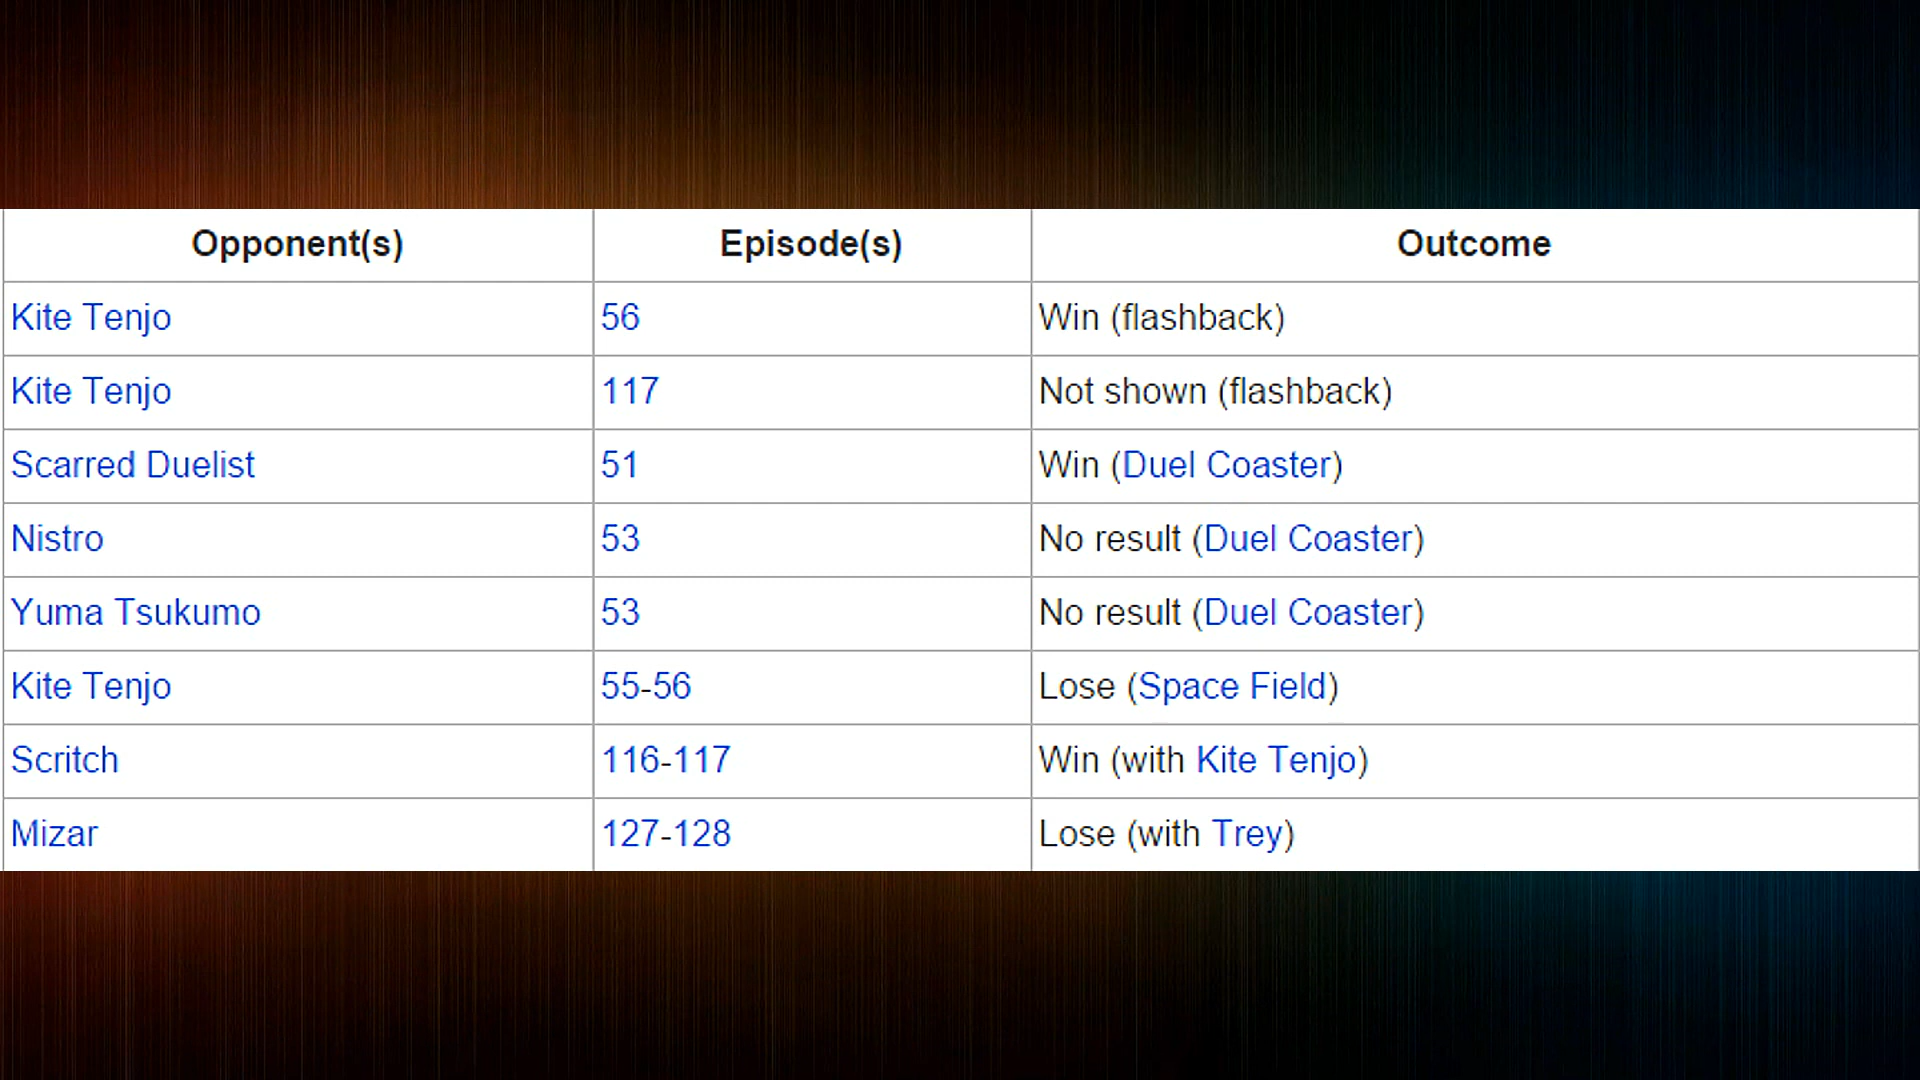 Opponent(s) Episode(s) Outcome
Kite Tenjo 56 Win (flashback)
Kite Tenjo 117 Not shown (flashback)
Scarred Duelist 51 Win (Duel Coaster)
Nistro 53 No result (Duel Coaster)
Yuma Tsukumo 53 No result (Duel Coaster)
Kite Tenjo 55-56 Lose (Space Field)
Scritch 116-117 Win (with Kite Tenjo)
Mizar 127-128 Lose (with Trey)